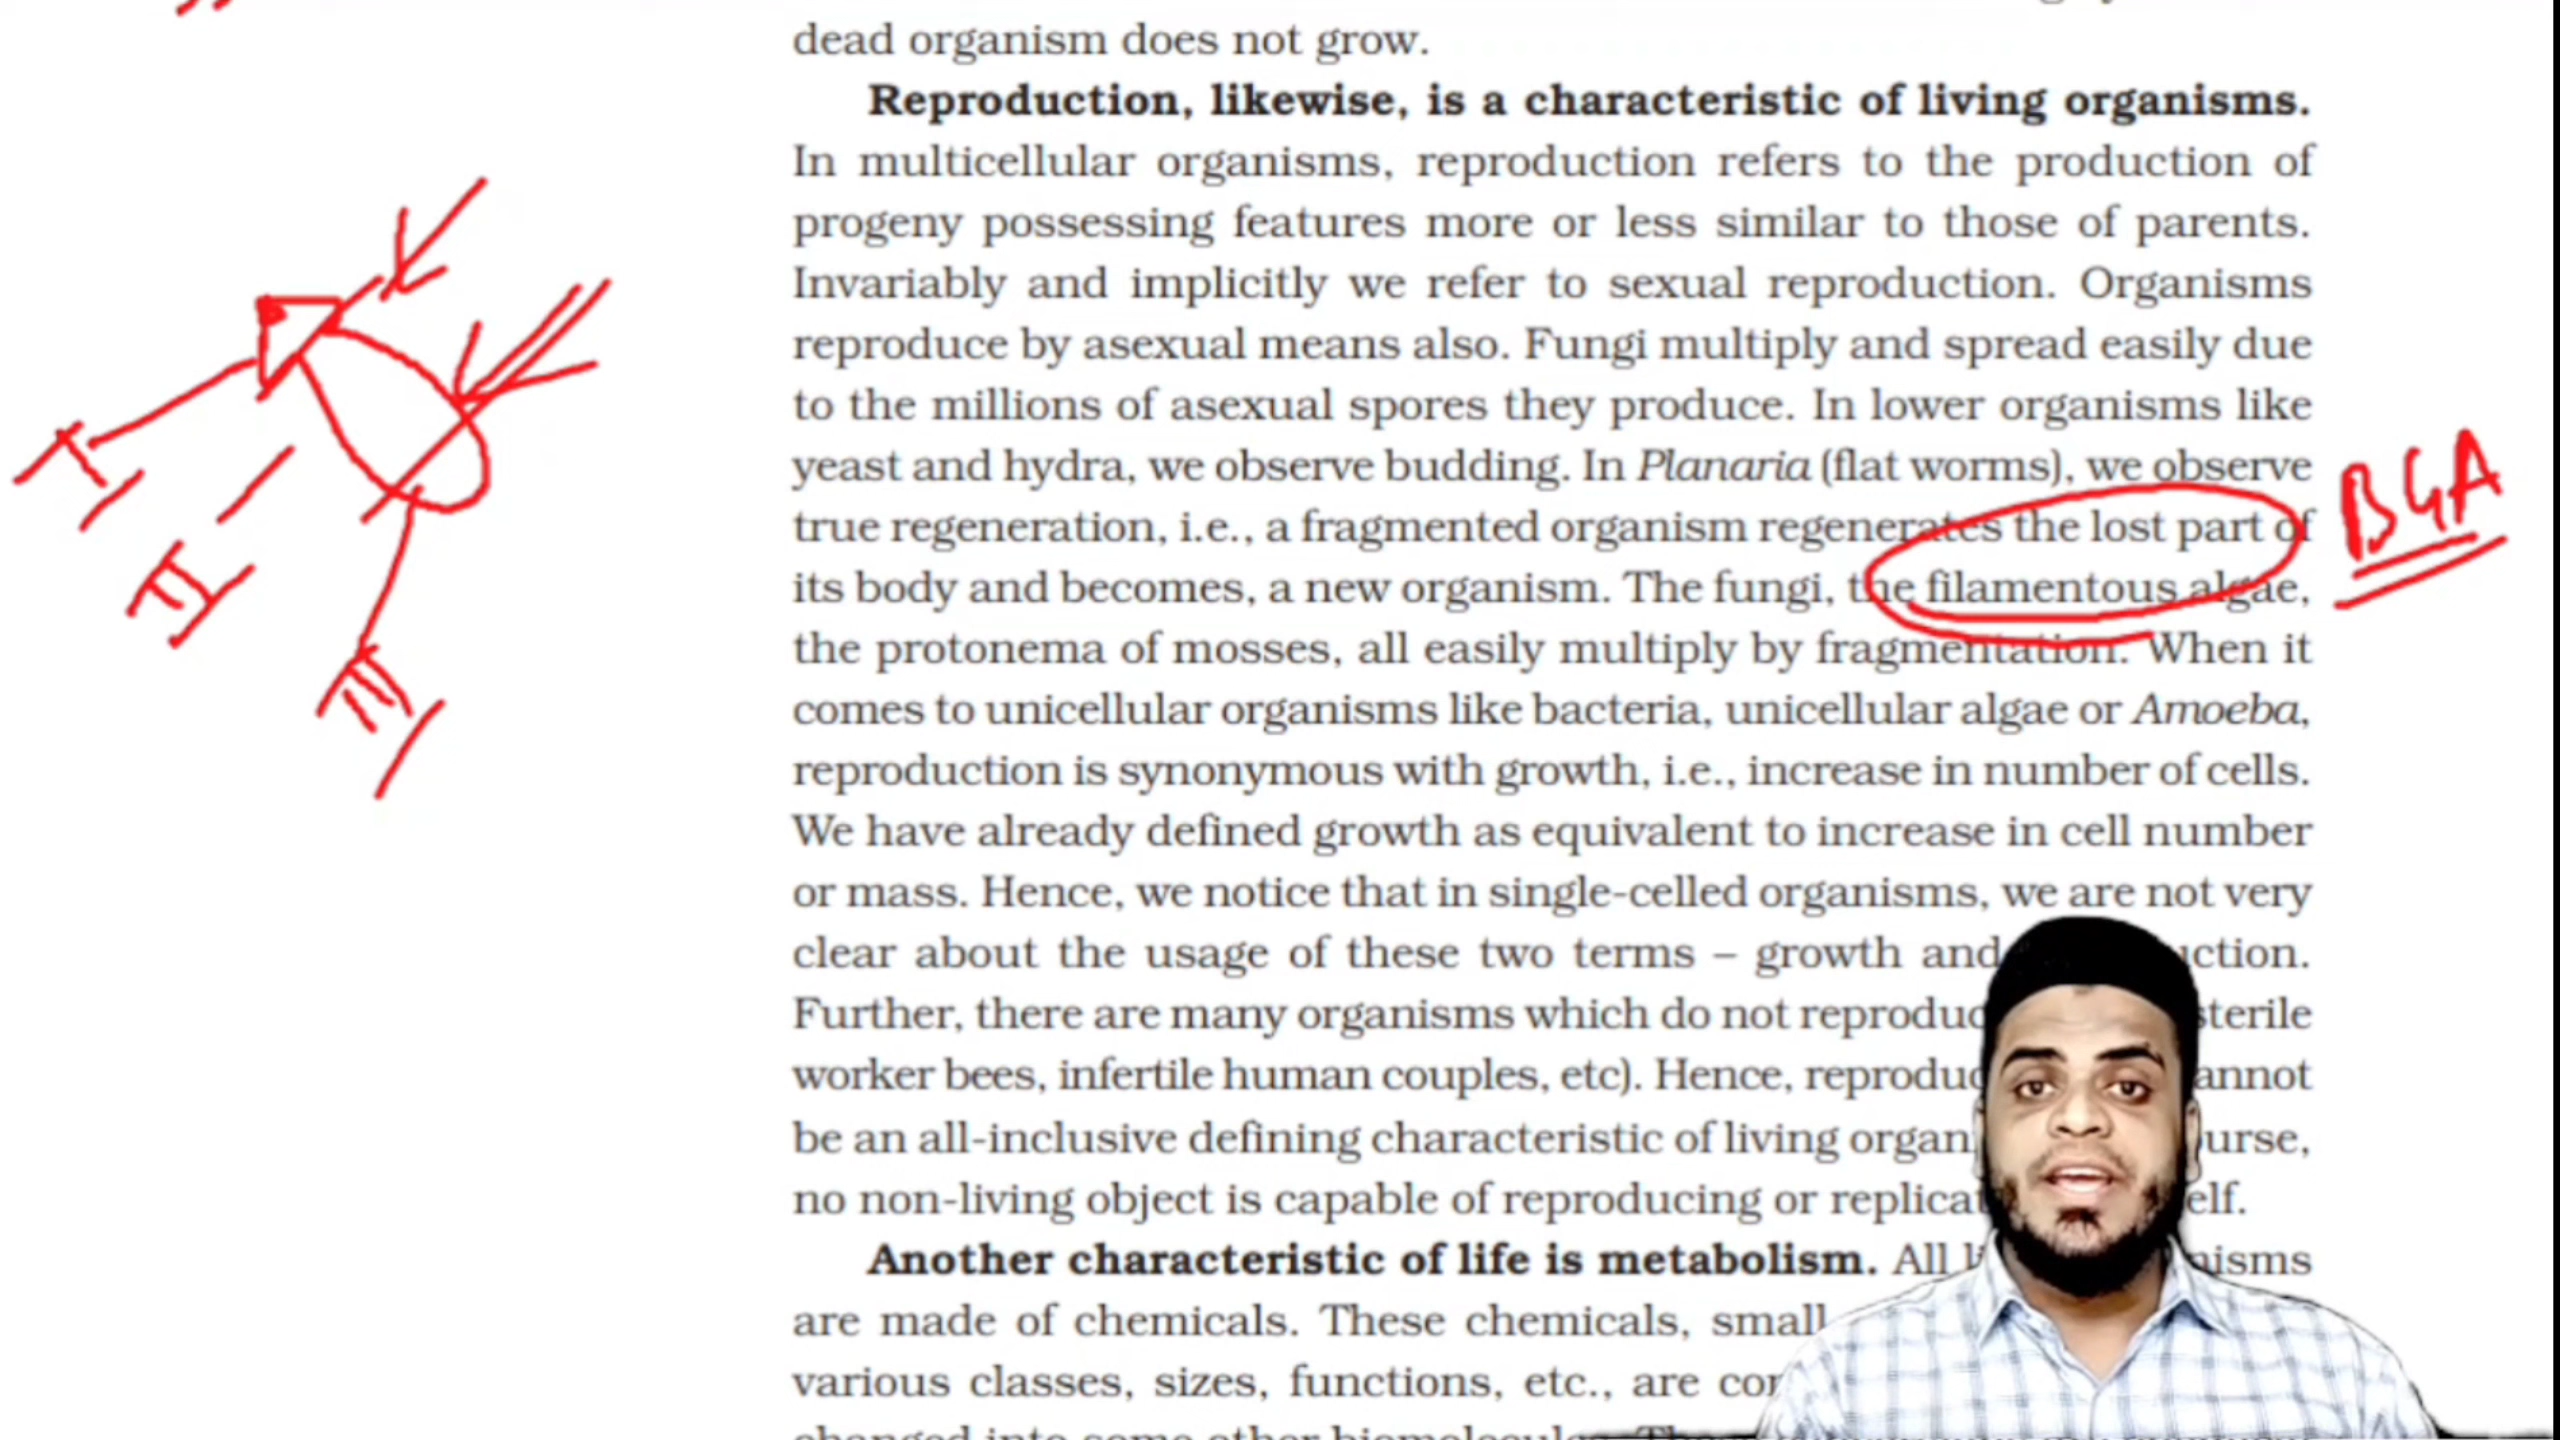 dead organism does not grow.
Reproduction, likewise, is a characteristic of living organisms.
In multicellular organisms, reproduction refers to the production of
progeny possessing features more or less similar to those of parents.
Invariably and implicitly we refer to sexual reproduction. Organisms
reproduce by asexual means also. Fungi multiply and spread easily due
to the millions of asexual spores they produce. In lower organisms like
yeast and hydra, we observe budding. In Planaria (flat worms), we observe
true regeneration, i.e., a fragmented organism regenerates the lost part of
its body and becomes, a new organism. The fungi, the filamentous algae,
the protonema of mosses, all easily multiply by fragmentation. When it
comes to unicellular organisms like bacteria, unicellular algae or Amoeba,
reproduction is synonymous with growth, i.e., increase in number of cells.
We have already defined growth as equivalent to increase in cell number
or mass. Hence, we notice that in single-celled organisms, we are not very
clear about the usage of these two terms – growth and
Further, there are many organisms which do not sterile
worker bees, infertile human couples, etc). Hence,
be an all-inclusive defining characteristic of living
no non-living object is capable of reproducing or
Another characteristic of life is metabolism. All
are made of chemicals. These chemicals, small
various classes, sizes, functions, etc., are
BGA
I
II
III